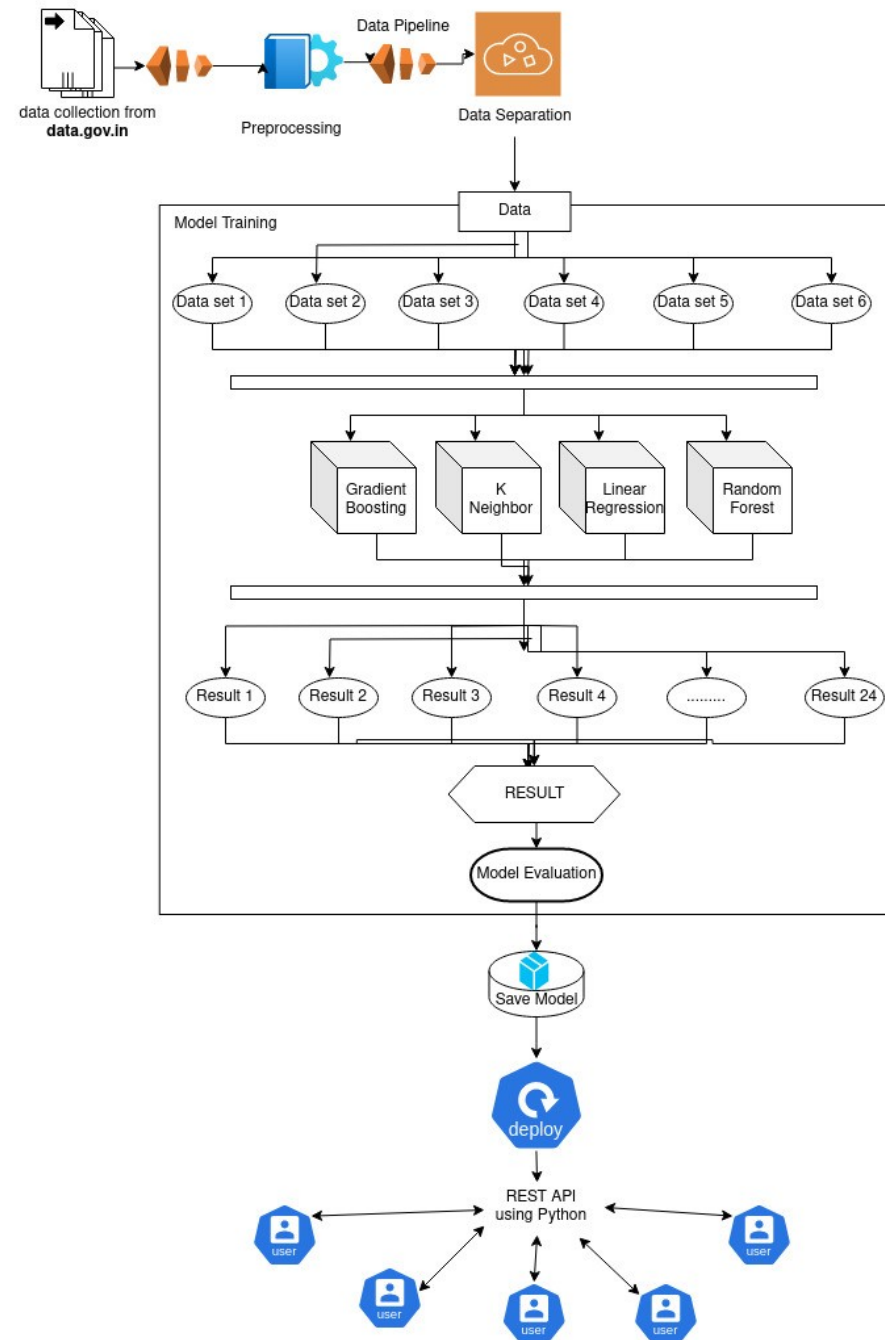 Data Pipeline
data collection from
data.gov.in
Preprocessing
Data Separation
Data
Model Training
Data set 1
Data set 2
Data set 3
Data set 4
Data set 5
Data set 6
Gradient
Boosting
K
Neighbor
Linear
Regression
Random
Forest
Result 1
Result 2
Result 3
Result 4
.........
Result 24
RESULT
Model Evaluation
Save Model
deploy
REST API
using Python
user
user
user
user
user